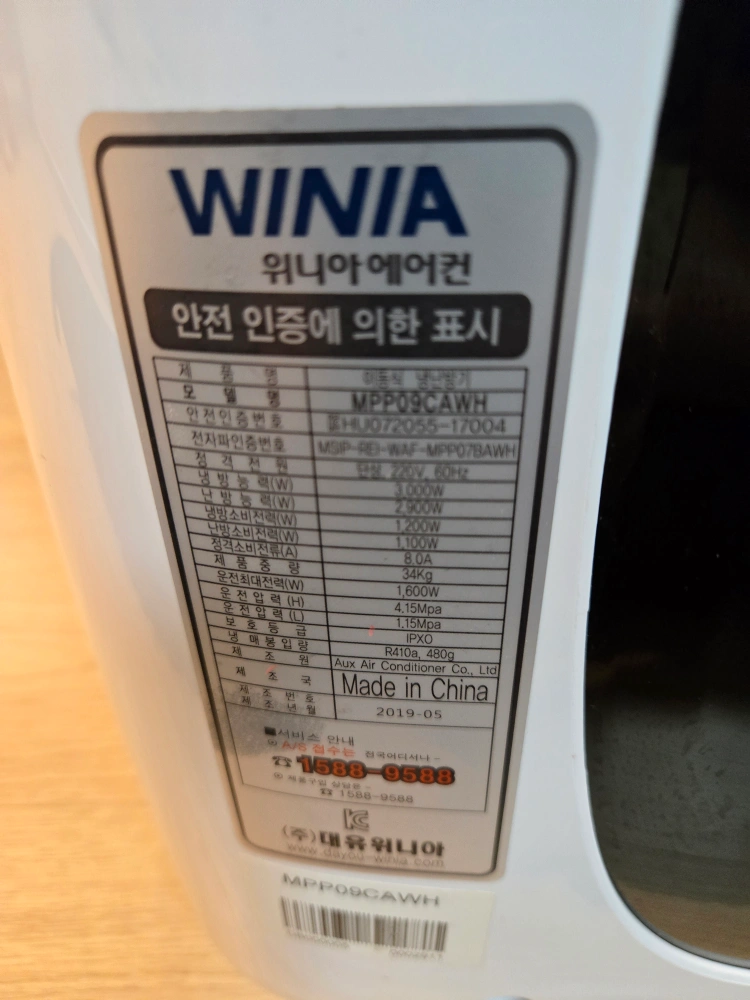 WINIA
위니아에어컨
안전 인증에 의한 표시
제 품 명 이동식 냉난방기
모 델 명 MPP09CAWH
안전인증번호 HU072055-17004
전자파인증번호 MSIP-REI-WAF-MPP07BAWH
정 격 전 원 단상, 220V, 60Hz
냉 방 능 력(W) 3,000W
난 방 능 력(W) 2,900W
냉방소비전력(W) 1,200W
난방소비전력(W) 1,100W
정격소비전류(A) 8.0A
제 품 중 량 34Kg
운전최대전력(W) 1,600W
운 전 압 력 (H) 4.15Mpa
운 전 압 력 (L) 1.15Mpa
보 호 등 급 IPXO
냉 매 봉 입 량 R410a, 480g
제 조 원 Aux Air Conditioner Co., Ltd
제 조 국 Made in China
제 조 번 호
제 조 년 월 2019-05
■서비스 안내
A/S 접수는 전국어디서나 -
☎1588-9588
☎ 1588-9588
(주)대유위니아
www.dayou-winia.com
MPP09CAWH